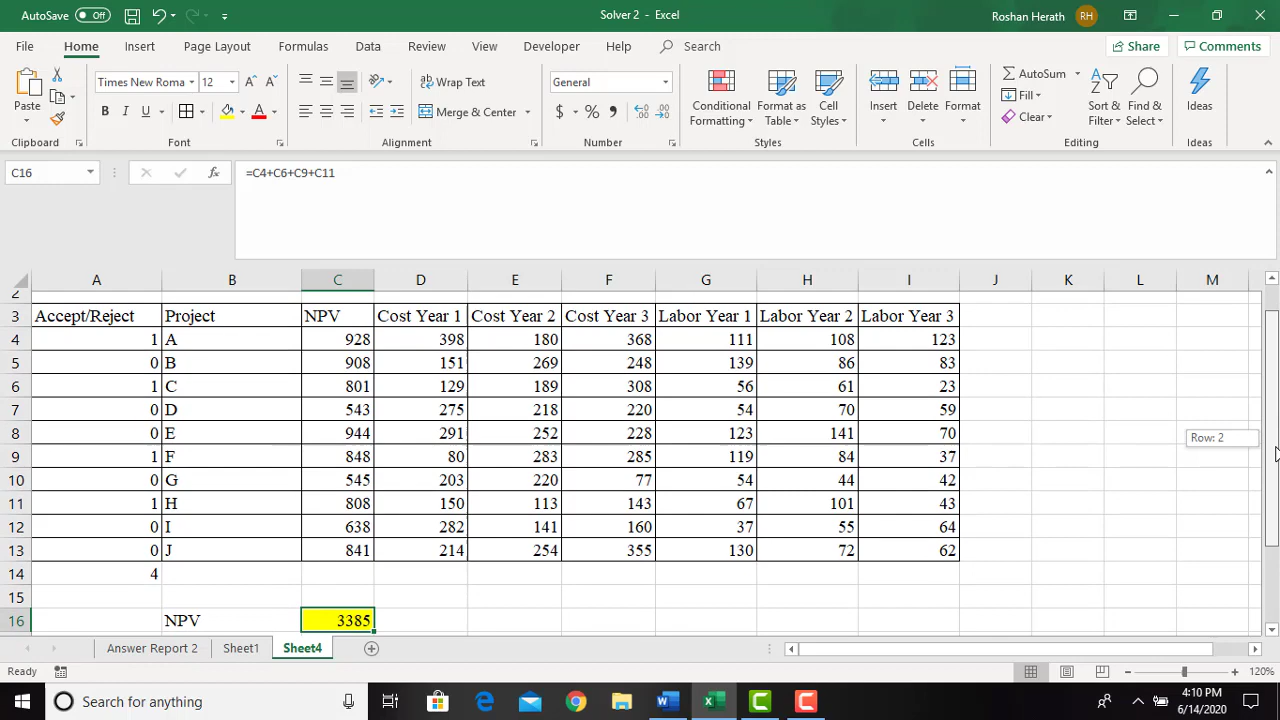 AutoSave Off Solver 2 - Excel Roshan Herath RH
File Home Insert Page Layout Formulas Data Review View Developer Help Search Share Comments
Paste Times New Roma 12 A A Wrap Text General Conditional Formatting Format as Table Cell Styles Insert Delete Format AutoSum Fill Clear Sort & Filter Find & Select Ideas
B I U A Merge & Center $ % 9
Clipboard Font Alignment Number Styles Cells Editing Ideas
C16 fx =C4+C6+C9+C11
A B C D E F G H I J K L M
2
3 Accept/Reject Project NPV Cost Year 1 Cost Year 2 Cost Year 3 Labor Year 1 Labor Year 2 Labor Year 3
4 1 A 928 398 180 368 111 108 123
5 0 B 908 151 269 248 139 86 83
6 1 C 801 129 189 308 56 61 23
7 0 D 543 275 218 220 54 70 59
8 0 E 944 291 252 228 123 141 70
Row: 2
9 1 F 848 80 283 285 119 84 37
10 0 G 545 203 220 77 54 44 42
11 1 H 808 150 113 143 67 101 43
12 0 I 638 282 141 160 37 55 64
13 0 J 841 214 254 355 130 72 62
14 4
15
16 NPV 3385
Answer Report 2 Sheet1 Sheet4
Ready 120%
Search for anything 4:10 PM
6/14/2020